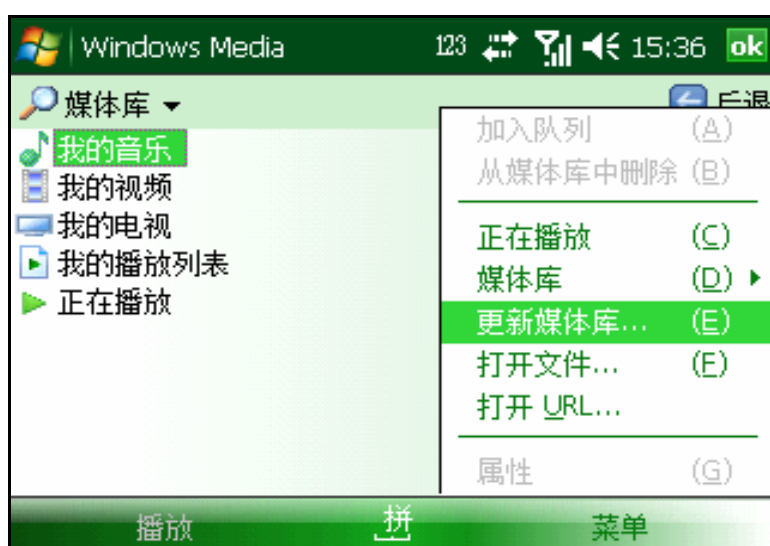 Windows Media 123 15:36 ok
媒体库 后退
我的音乐
我的视频
我的电视
我的播放列表
正在播放
加入队列 (A)
从媒体库中删除 (B)
正在播放 (C)
媒体库 (D)
更新媒体库... (E)
打开文件... (F)
打开 URL...
属性 (G)
播放 拼 菜单